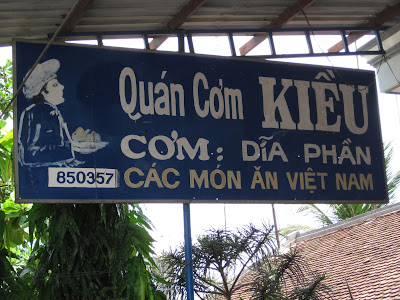 Quán Cơm KIỀU
CƠM: DĨA PHẦN
850357 CÁC MÓN ĂN VIỆT NAM